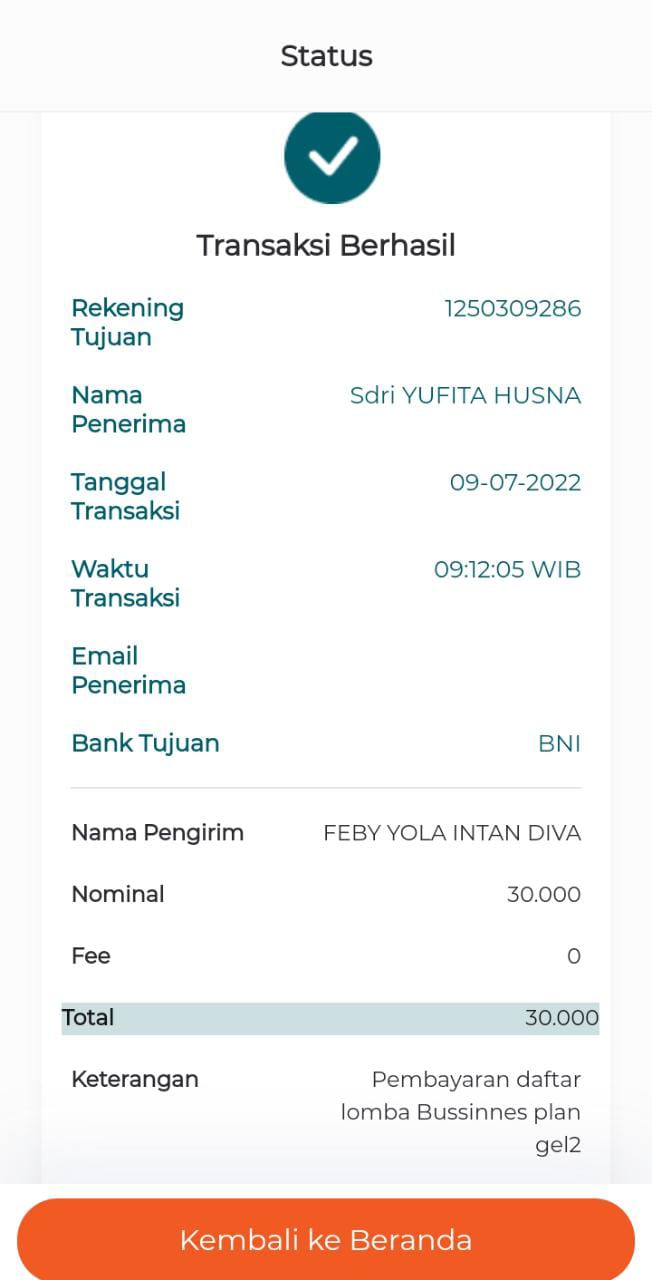 Status
Transaksi Berhasil
Rekening 1250309286
Tujuan
Nama Sdri YUFITA HUSNA
Penerima
Tanggal 09-07-2022
Transaksi
Waktu 09:12:05 WIB
Transaksi
Email
Penerima
Bank Tujuan BNI
Nama Pengirim FEBY YOLA INTAN DIVA
Nominal 30.000
Fee 0
Total 30.000
Keterangan Pembayaran daftar
lomba Bussinnes plan
gel2
Kembali ke Beranda